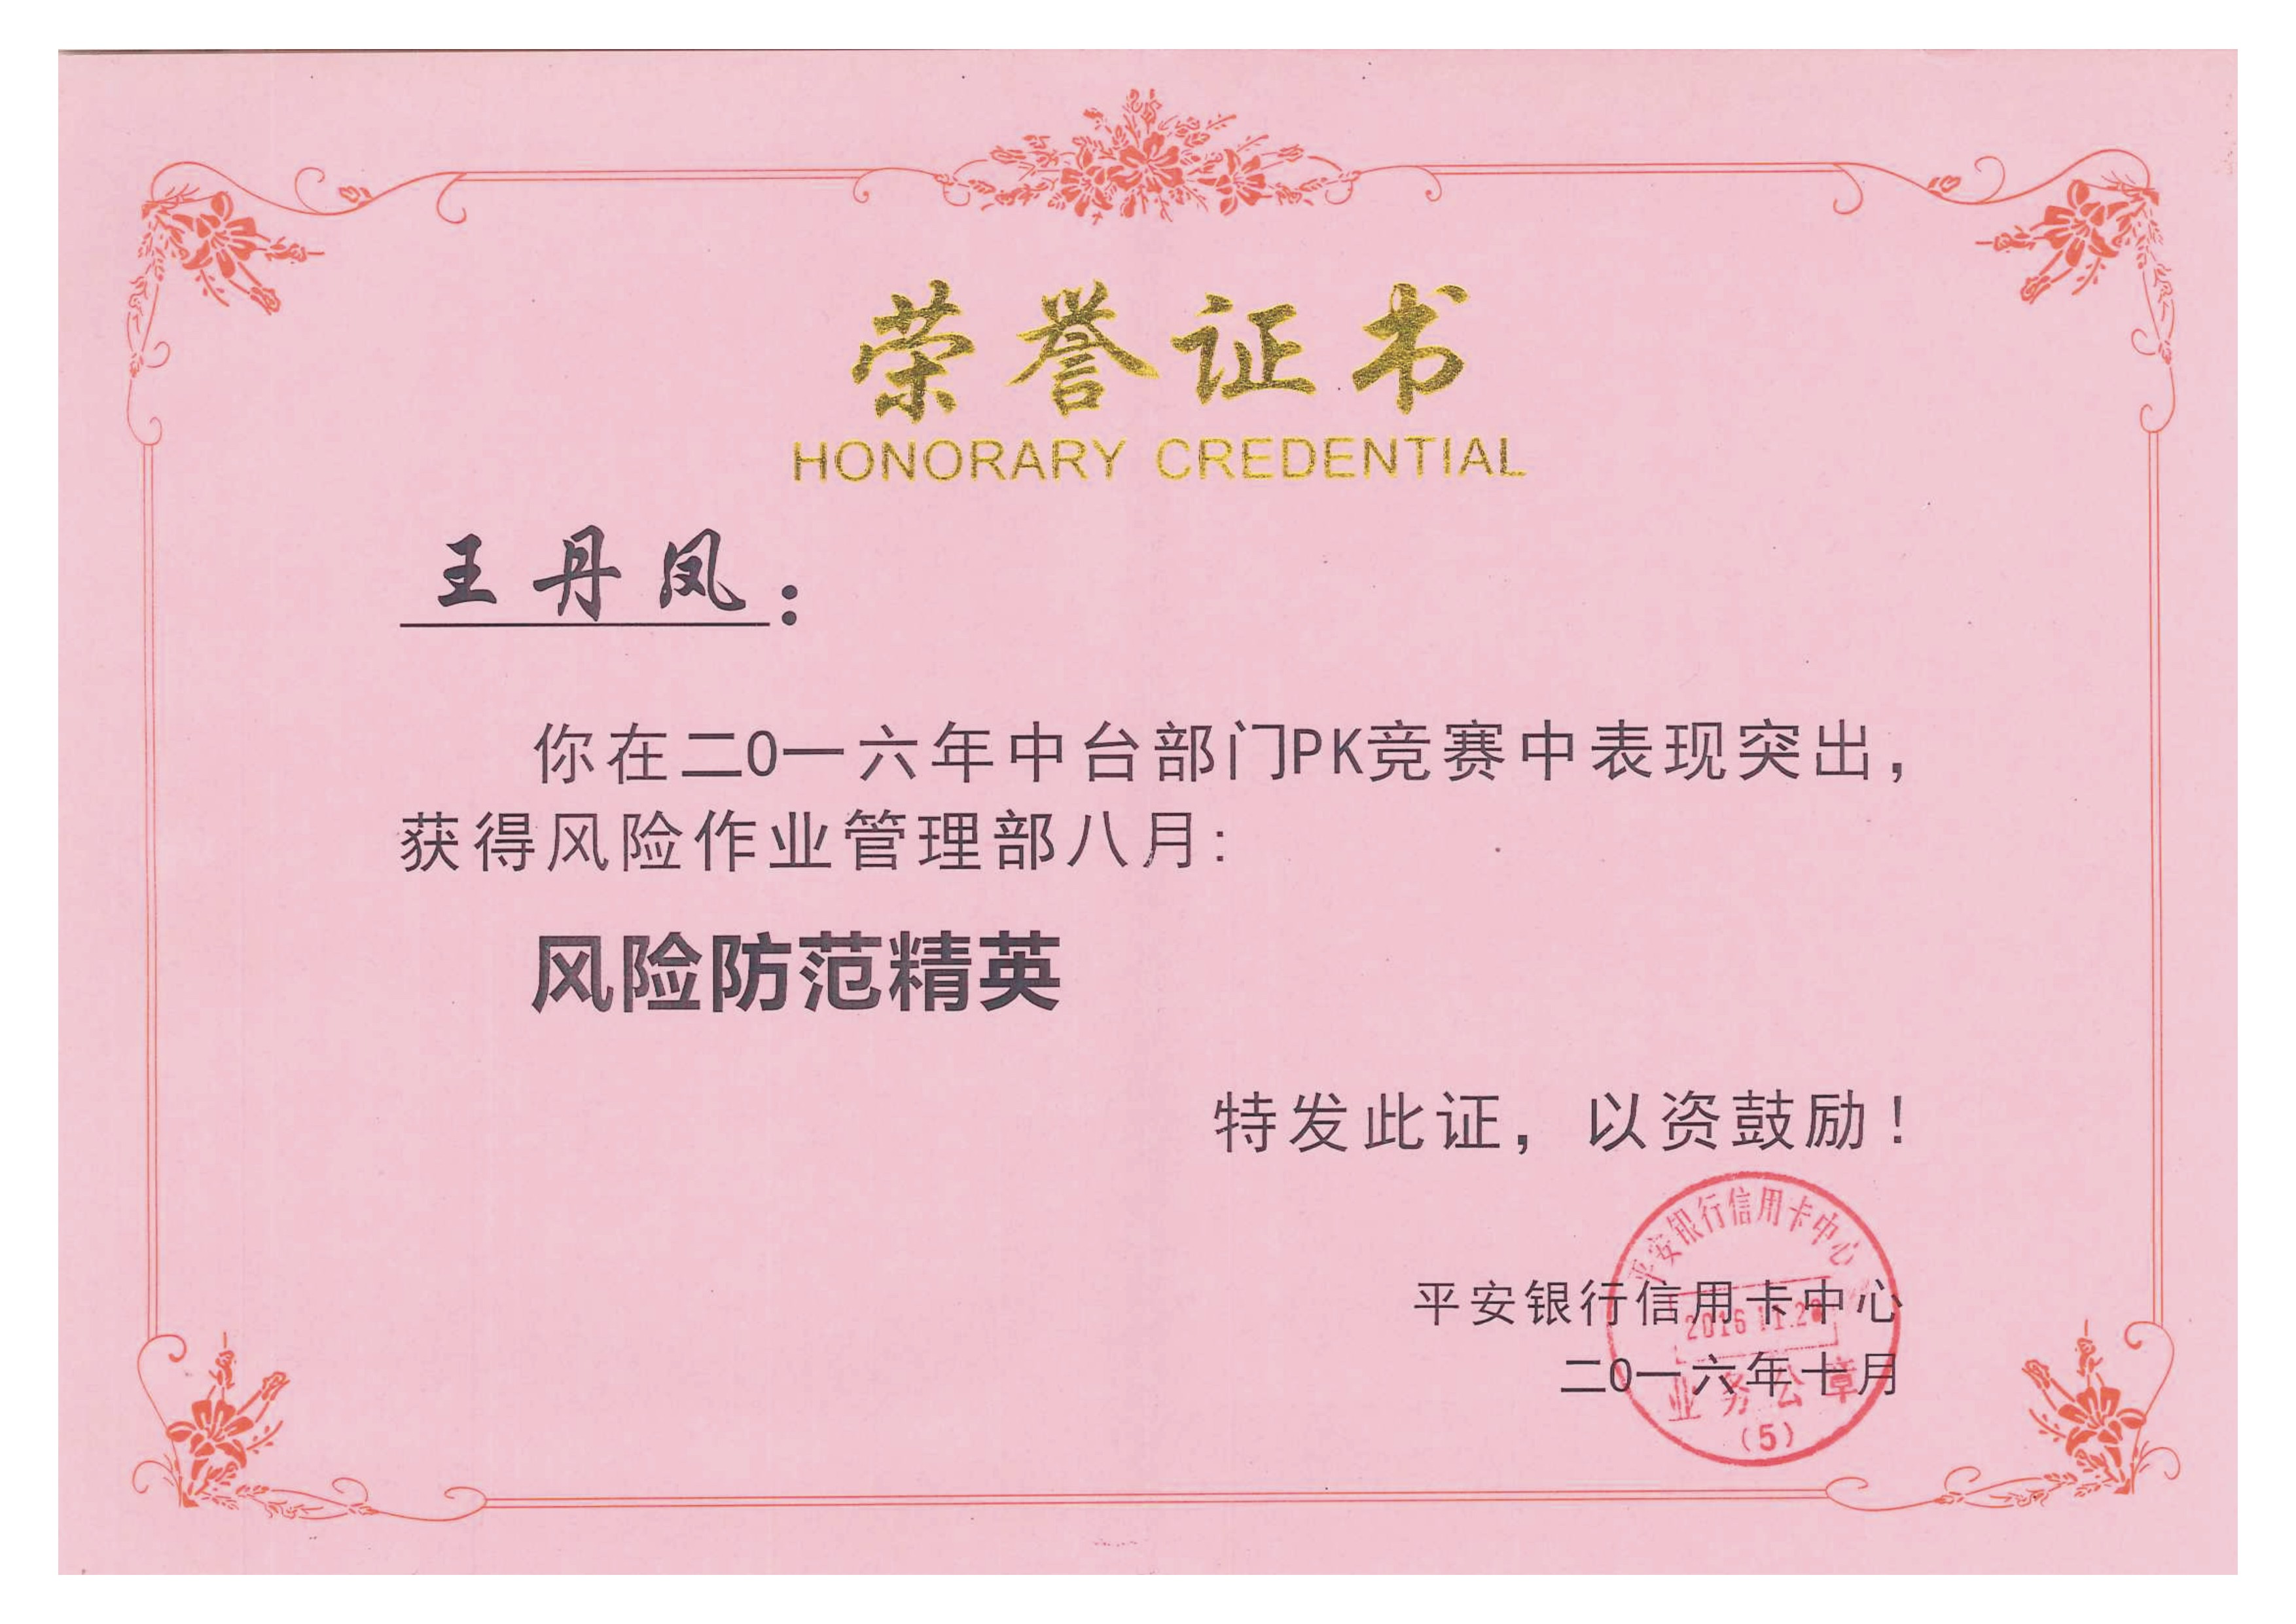 荣誉证书
HONORARY CREDENTIAL
王丹凤：
你在二0一六年中台部门PK竞赛中表现突出，
获得风险作业管理部八月：
风险防范精英
特发此证，以资鼓励！
平安银行信用卡中心
二0一六年十月
平安银行信用卡中心
2016.11.2
业务公章
（5）